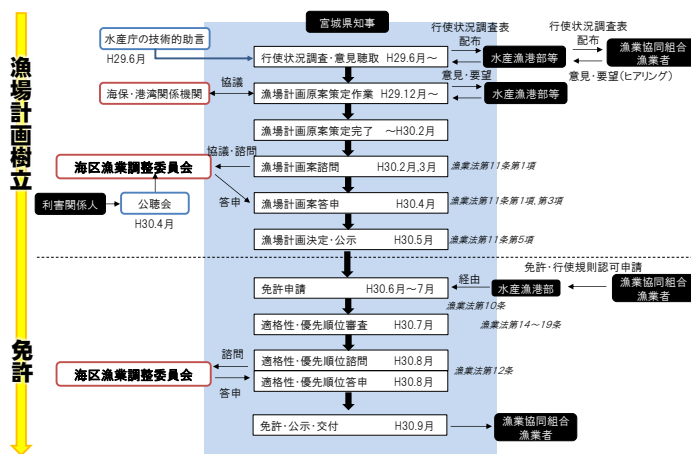 宮城県知事
水産庁の技術的助言
H29.6月
行使状況調査・意見聴取 H29.6月～
行使状況調査表
配布
水産漁港部等
行使状況調査表
配布
漁業協同組合
漁業者
意見・要望
意見・要望(ヒアリング)
漁場計画樹立
海保・港湾関係機関
協議
漁場計画原案策定作業 H29.12月～
水産漁港部等
漁場計画原案策定完了 ～H30.2月
協議・諮問
海区漁業調整委員会
漁場計画案諮問 H30.2月,3月
漁業法第11条第1項
利害関係人
公聴会
H30.4月
答申
漁場計画案答申 H30.4月
漁業法第11条第1項,第3項
漁場計画決定・公示 H30.5月
漁業法第11条第5項
免許
免許・行使規則認可申請
免許申請 H30.6月～7月
経由
水産漁港部
漁業協同組合
漁業者
漁業法第10条
適格性・優先順位審査 H30.7月
漁業法第14～19条
諮問
海区漁業調整委員会
答申
適格性・優先順位諮問 H30.8月
適格性・優先順位答申 H30.8月
漁業法第12条
免許・公示・交付 H30.9月
漁業協同組合
漁業者